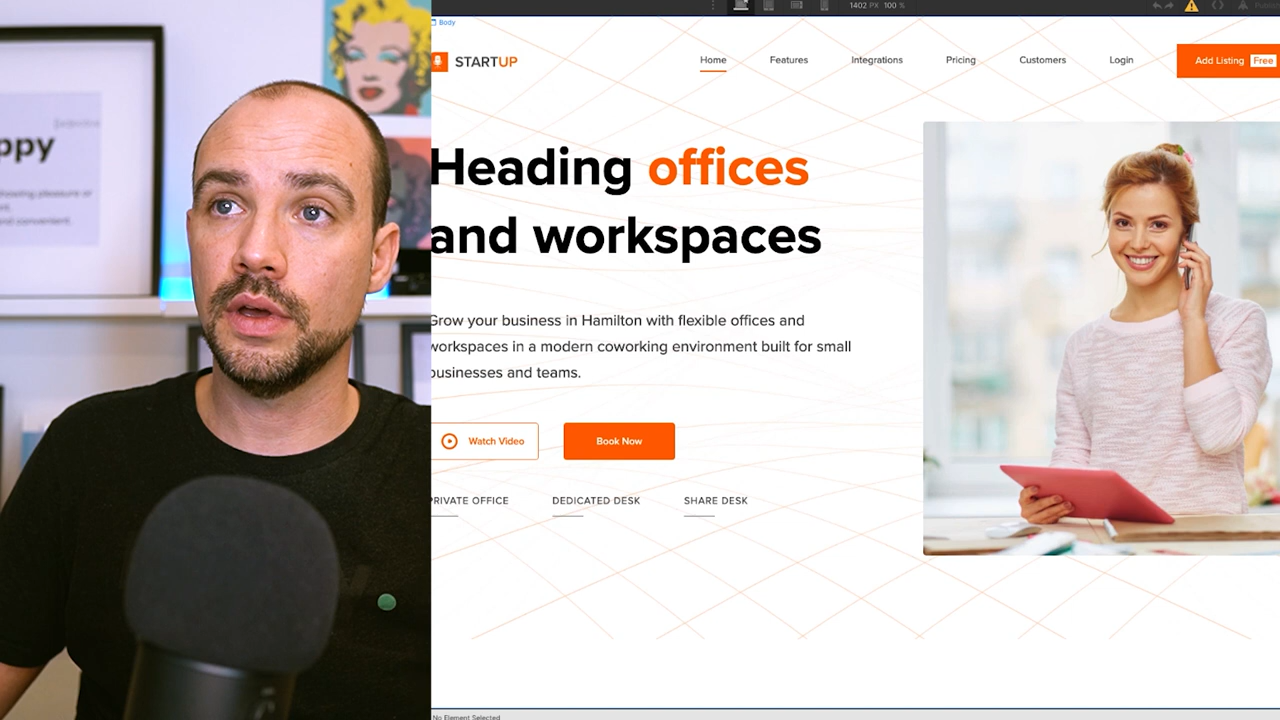 ppy
1402 PX 100 %
Body
STARTUP
Home
Features
Integrations
Pricing
Customers
Login
Add Listing Free
Heading offices
and workspaces
Grow your business in Hamilton with flexible offices and
workspaces in a modern coworking environment built for small
businesses and teams.
Watch Video
Book Now
PRIVATE OFFICE
DEDICATED DESK
SHARE DESK
No Element Selected